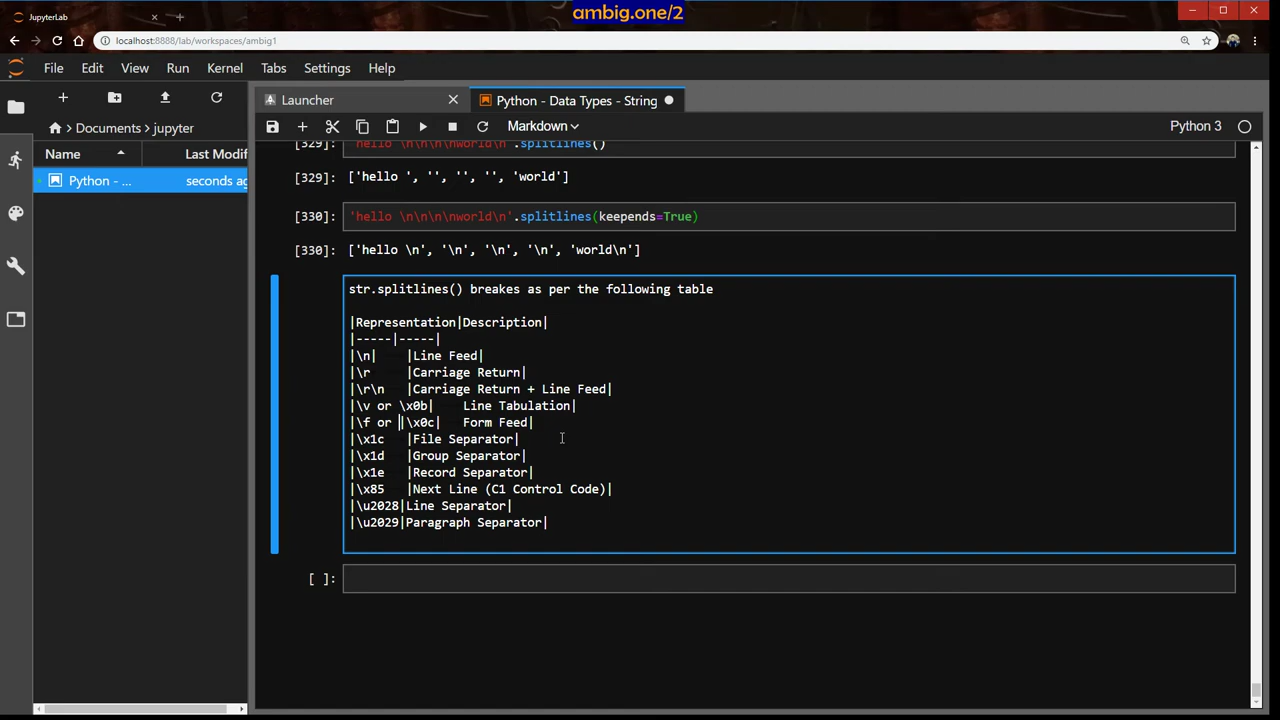 ambig.one/2
JupyterLab
localhost:8888/lab/workspaces/ambig1
File Edit View Run Kernel Tabs Settings Help
Launcher
Python - Data Types - String
Documents > jupyter
Markdown
Python 3
Name Last Modif
Python - ... seconds ag
[329]: 'hello \n\n\n\nworld\n'.splitlines()
[329]: ['hello ', '', '', '', 'world']
[330]: 'hello \n\n\n\nworld\n'.splitlines(keepends=True)
[330]: ['hello \n', '\n', '\n', '\n', 'world\n']
str.splitlines() breakes as per the following table
|Representation|Description|
|-----|-----|
|\n| |Line Feed|
|\r |Carriage Return|
|\r\n |Carriage Return + Line Feed|
|\v or \x0b| Line Tabulation|
|\f or ||\x0c| Form Feed|
|\x1c |File Separator|
|\x1d |Group Separator|
|\x1e |Record Separator|
|\x85 |Next Line (C1 Control Code)|
|\u2028|Line Separator|
|\u2029|Paragraph Separator|
[ ]: